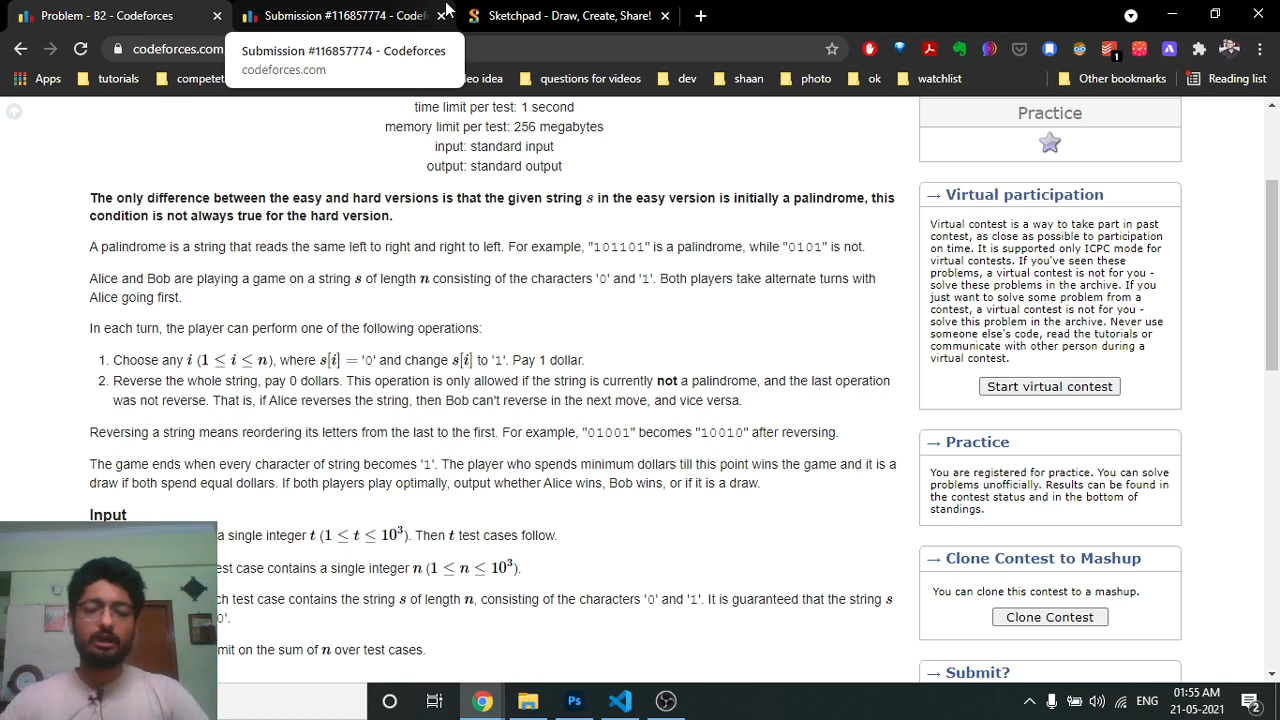 Problem - B2 - Codeforces
Submission #116857774 - Codef
Sketchpad - Draw, Create, Share!
codeforces.com
Submission #116857774 - Codeforces
codeforces.com
Apps
tutorials
competet
eo idea
questions for videos
dev
shaan
photo
ok
watchlist
Other bookmarks
Reading list
time limit per test: 1 second
memory limit per test: 256 megabytes
input: standard input
output: standard output
The only difference between the easy and hard versions is that the given string s in the easy version is initially a palindrome, this
condition is not always true for the hard version.
A palindrome is a string that reads the same left to right and right to left. For example, "101101" is a palindrome, while "0101" is not.
Alice and Bob are playing a game on a string s of length n consisting of the characters '0' and '1'. Both players take alternate turns with
Alice going first.
In each turn, the player can perform one of the following operations:
1. Choose any i (1 ≤ i ≤ n), where s[i] = '0' and change s[i] to '1'. Pay 1 dollar.
2. Reverse the whole string, pay 0 dollars. This operation is only allowed if the string is currently not a palindrome, and the last operation
was not reverse. That is, if Alice reverses the string, then Bob can't reverse in the next move, and vice versa.
Reversing a string means reordering its letters from the last to the first. For example, "01001" becomes "10010" after reversing.
The game ends when every character of string becomes '1'. The player who spends minimum dollars till this point wins the game and it is a
draw if both spend equal dollars. If both players play optimally, output whether Alice wins, Bob wins, or if it is a draw.
Input
a single integer t (1 ≤ t ≤ 10³). Then t test cases follow.
est case contains a single integer n (1 ≤ n ≤ 10³).
ch test case contains the string s of length n, consisting of the characters '0' and '1'. It is guaranteed that the string s
0'.
mit on the sum of n over test cases.
Practice
→ Virtual participation
Virtual contest is a way to take part in past
contest, as close as possible to participation
on time. It is supported only ICPC mode for
virtual contests. If you've seen these
problems, a virtual contest is not for you -
solve these problems in the archive. If you
just want to solve some problem from a
contest, a virtual contest is not for you -
solve this problem in the archive. Never use
someone else's code, read the tutorials or
communicate with other person during a
virtual contest.
Start virtual contest
→ Practice
You are registered for practice. You can solve
problems unofficially. Results can be found in
the contest status and in the bottom of
standings.
→ Clone Contest to Mashup
You can clone this contest to a mashup.
Clone Contest
→ Submit?
1
Ps
ENG
01:55 AM
21-05-2021
2